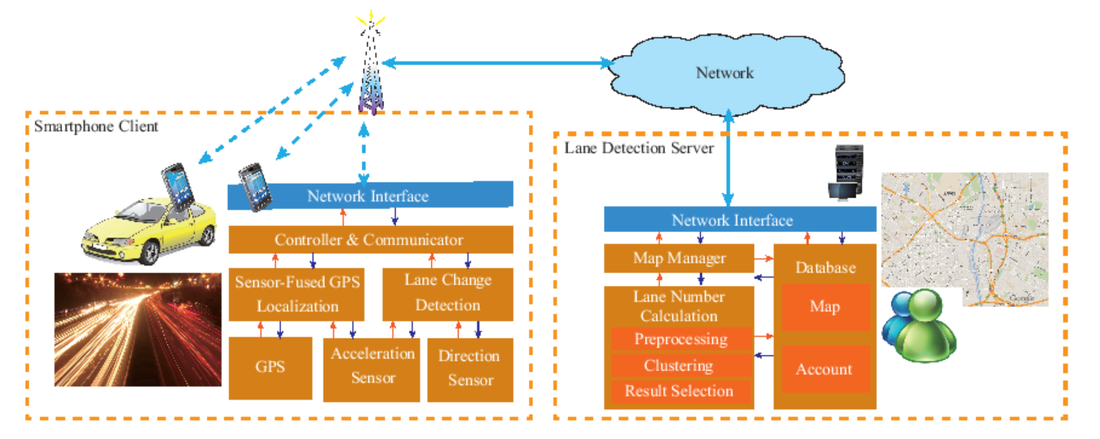 Network
Smartphone Client
Network Interface
Controller & Communicator
Sensor-Fused GPS
Localization
Lane Change
Detection
GPS
Acceleration
Sensor
Direction
Sensor
Lane Detection Server
Network Interface
Map Manager
Database
Lane Number
Calculation
Map
Preprocessing
Clustering
Account
Result Selection
Google